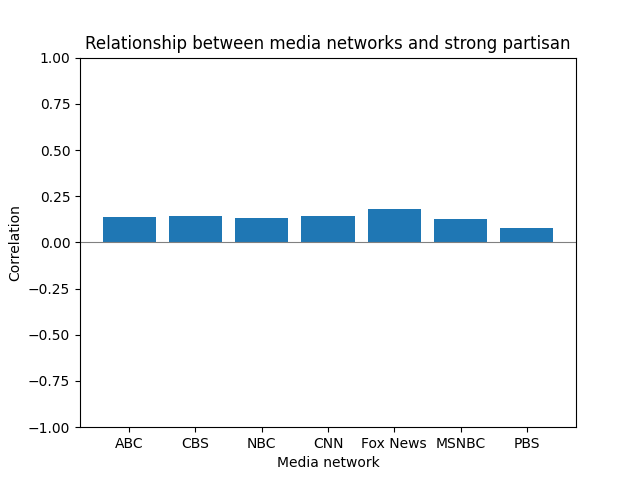 Relationship between media networks and strong partisan
1.00
0.75
0.50
0.25
0.00
−0.25
−0.50
−0.75
−1.00
Correlation
ABC CBS NBC CNN Fox News MSNBC PBS
Media network